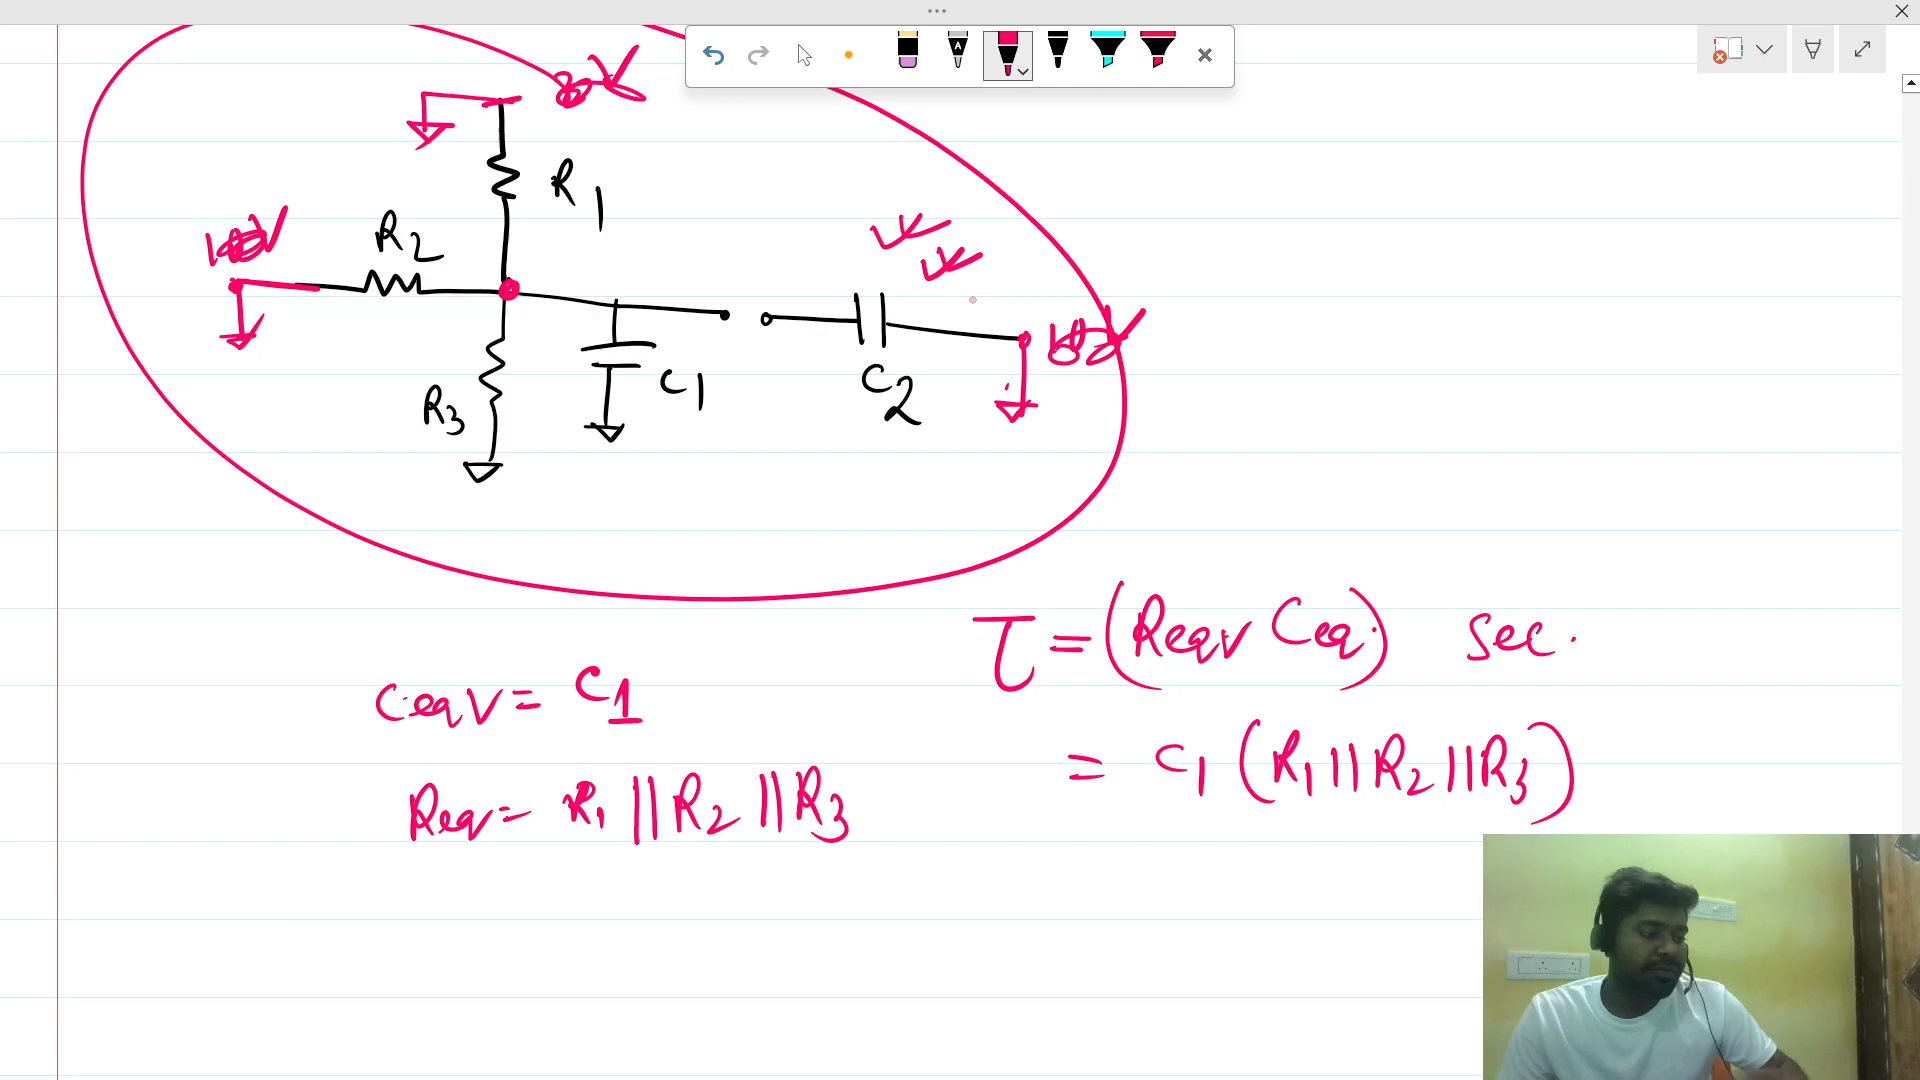 R1
R2
R3
C1
C2
τ = (Reqv Ceq) sec.
Ceqv = C1
= C1 (R1 || R2 || R3)
Req = R1 || R2 || R3